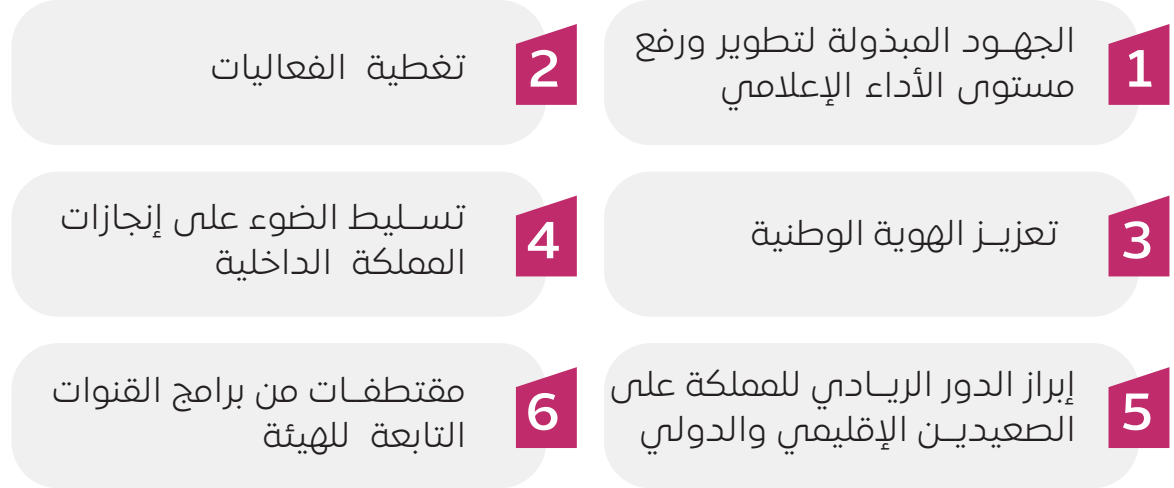 1
الجهـود المبذولة لتطوير ورفع
مستوى الأداء الإعلامي
2
تغطية الفعاليات
3
تعزيـز الهوية الوطنية
4
تسـليط الضوء على إنجازات
المملكة الداخلية
5
إبراز الدور الريـادي للمملكة على
الصعيديـن الإقليمي والدولي
6
مقتطفـات من برامج القنوات
التابعة للهيئة